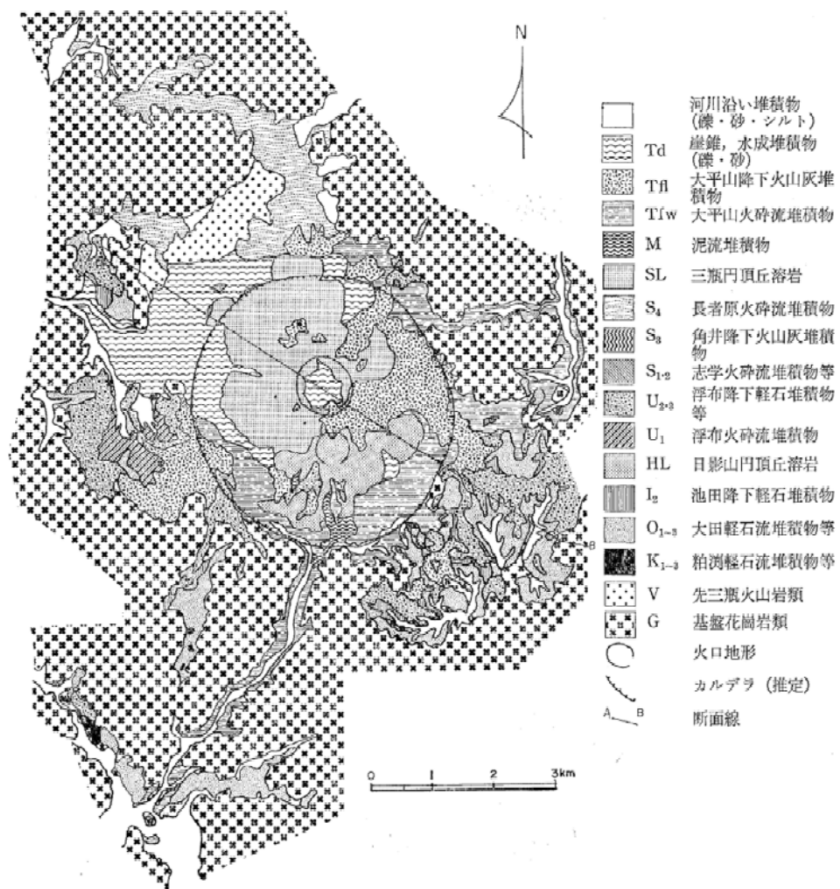 N
河川沿い堆積物
(礫・砂・シルト)
Td 崖錐，水成堆積物
(礫・砂)
Tfl 大平山降下火山灰堆
積物
Tfw 大平山火砕流堆積物
M 泥流堆積物
SL 三瓶円頂丘溶岩
S4 長者原火砕流堆積物
S3 角井降下火山灰堆積
物
S1·2 志学火砕流堆積物等
U2·3 浮布降下軽石堆積物
等
U1 浮布火砕流堆積物
HL 日影山円頂丘溶岩
I2 池田降下軽石堆積物
O1~3 大田軽石流堆積物等
K1~3 粕渕軽石流堆積物等
V 先三瓶火山岩類
G 基盤花崗岩類
火口地形
カルデラ (推定)
A B 断面線
B
0 1 2 3km